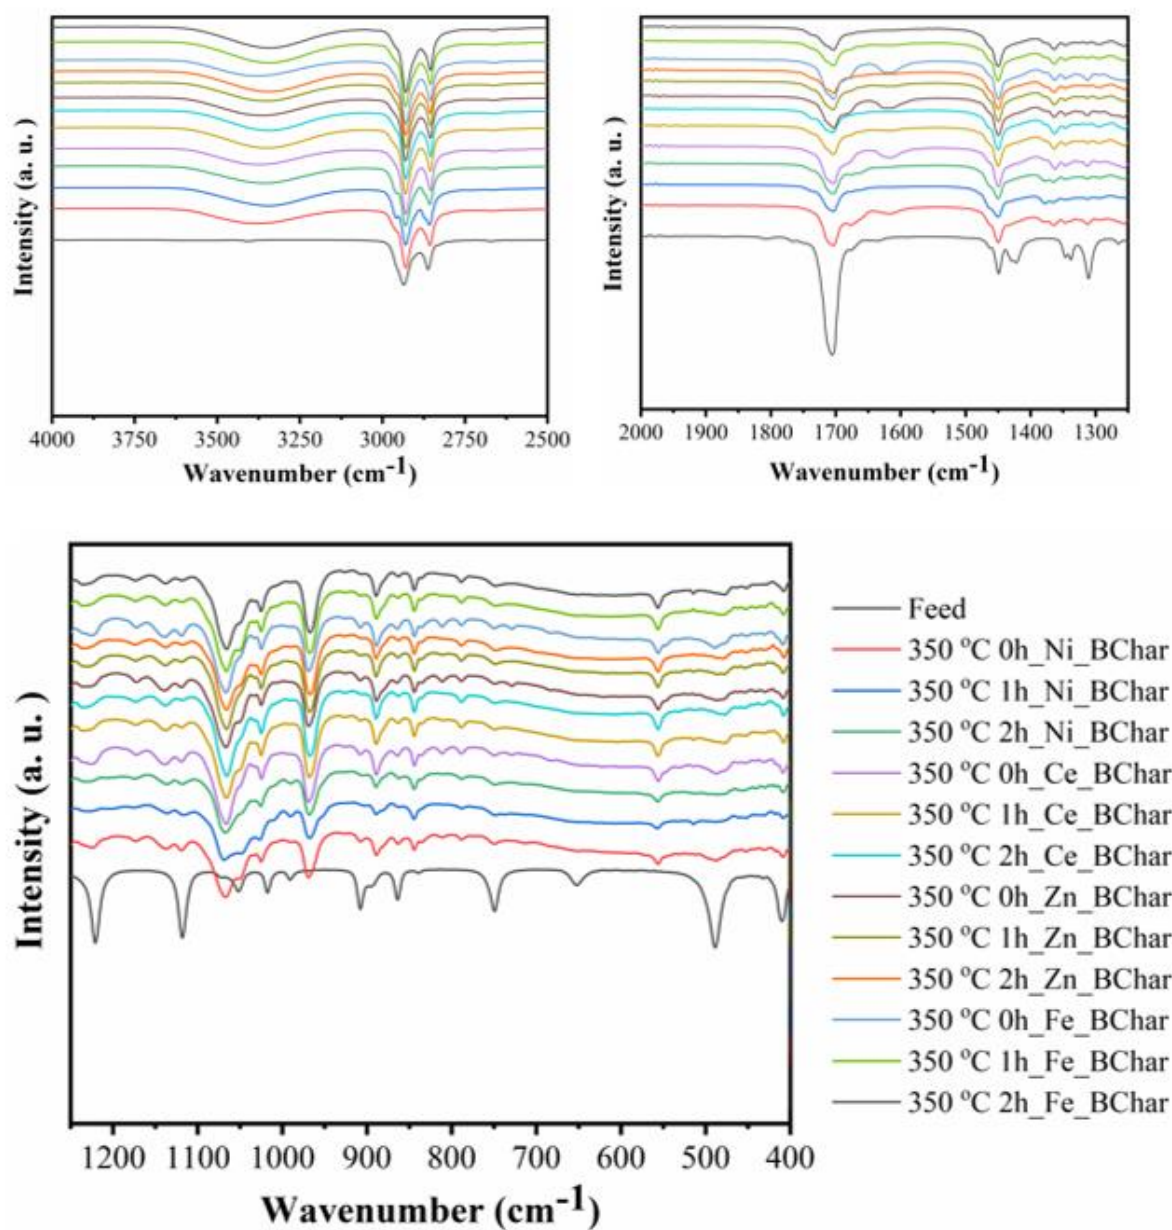 Intensity (a. u.)
4000 3750 3500 3250 3000 2750 2500
Wavenumber (cm-1)
Intensity (a. u.)
2000 1900 1800 1700 1600 1500 1400 1300
Wavenumber (cm-1)
Intensity (a. u.)
1200 1100 1000 900 800 700 600 500 400
Wavenumber (cm-1)
Feed
350 °C 0h_Ni_BChar
350 °C 1h_Ni_BChar
350 °C 2h_Ni_BChar
350 °C 0h_Ce_BChar
350 °C 1h_Ce_BChar
350 °C 2h_Ce_BChar
350 °C 0h_Zn_BChar
350 °C 1h_Zn_BChar
350 °C 2h_Zn_BChar
350 °C 0h_Fe_BChar
350 °C 1h_Fe_BChar
350 °C 2h_Fe_BChar